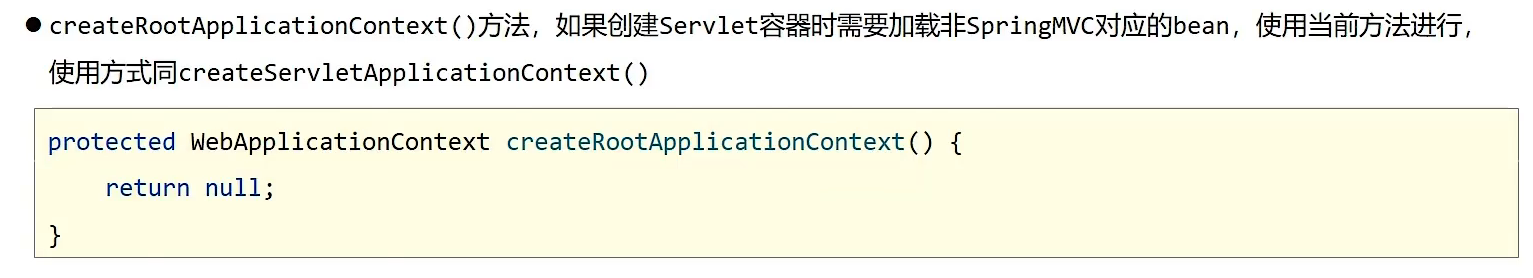 ● createRootApplicationContext()方法，如果创建Servlet容器时需要加载非SpringMVC对应的bean，使用当前方法进行，
使用方式同createServletApplicationContext()
protected WebApplicationContext createRootApplicationContext() {
    return null;
}